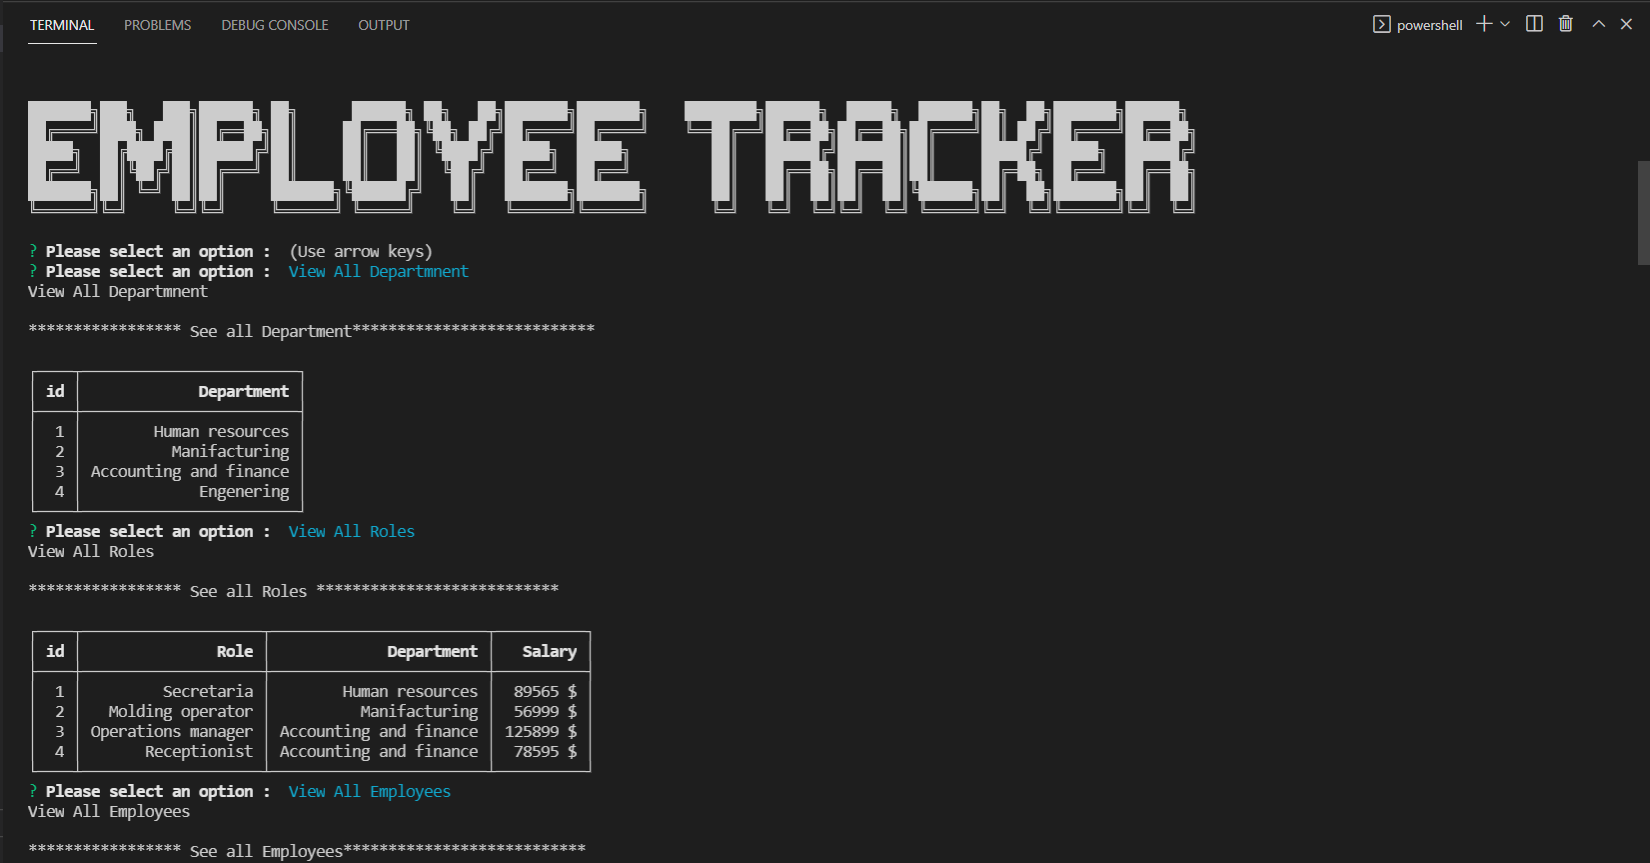 TERMINAL PROBLEMS DEBUG CONSOLE OUTPUT powershell
EMPLOYEE TRACKER
? Please select an option : (Use arrow keys)
? Please select an option : View All Departmnent
View All Departmnent
***************** See all Department***************************
id Department
1 Human resources
2 Manifacturing
3 Accounting and finance
4 Engenering
? Please select an option : View All Roles
View All Roles
***************** See all Roles ***************************
id Role Department Salary
1 Secretaria Human resources 89565 $
2 Molding operator Manifacturing 56999 $
3 Operations manager Accounting and finance 125899 $
4 Receptionist Accounting and finance 78595 $
? Please select an option : View All Employees
View All Employees
***************** See all Employees***************************